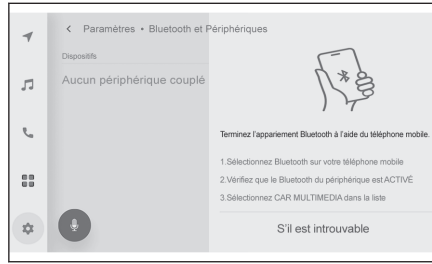 < Paramètres • Bluetooth et Périphériques
Dispositifs
Aucun périphérique couplé
Terminez l'appariement Bluetooth à l'aide du téléphone mobile.
1.Sélectionnez Bluetooth sur votre téléphone mobile
2.Vérifiez que le Bluetooth du périphérique est ACTIVÉ
3.Sélectionnez CAR MULTIMEDIA dans la liste
S'il est introuvable